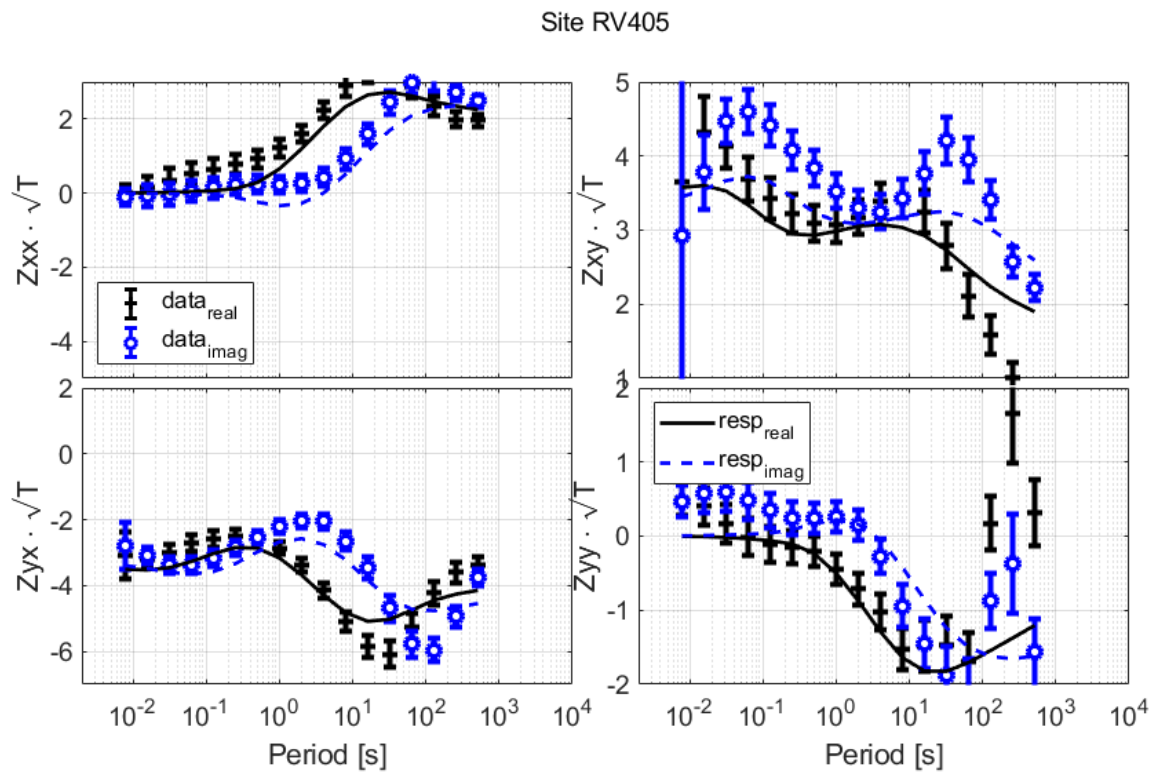 Site RV405
Zxx · √T
2
0
-2
-4
data_real
data_imag
Zxy · √T
5
4
3
2
1
Zyx · √T
2
0
-2
-4
-6
10^-2 10^-1 10^0 10^1 10^2 10^3
Period [s]
Zyy · √T
2
1
0
-1
-2
resp_real
resp_imag
10^-2 10^-1 10^0 10^1 10^2 10^3 10^4
Period [s]